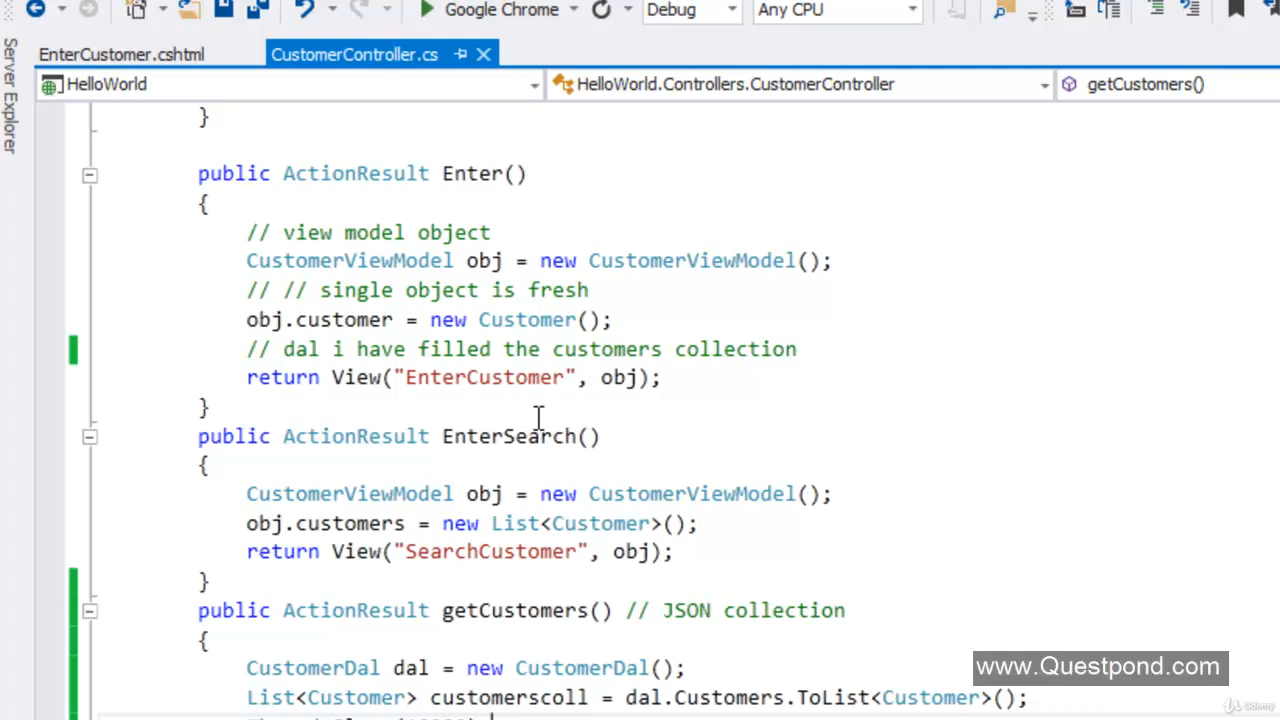 Google Chrome Debug Any CPU
Server Explorer
EnterCustomer.cshtml CustomerController.cs
HelloWorld HelloWorld.Controllers.CustomerController getCustomers()
}
public ActionResult Enter()
{
// view model object
CustomerViewModel obj = new CustomerViewModel();
// // single object is fresh
obj.customer = new Customer();
// dal i have filled the customers collection
return View("EnterCustomer", obj);
}
public ActionResult EnterSearch()
{
CustomerViewModel obj = new CustomerViewModel();
obj.customers = new List<Customer>();
return View("SearchCustomer", obj);
}
public ActionResult getCustomers() // JSON collection
{
CustomerDal dal = new CustomerDal();
List<Customer> customerscoll = dal.Customers.ToList<Customer>();
www.Questpond.com
Udemy